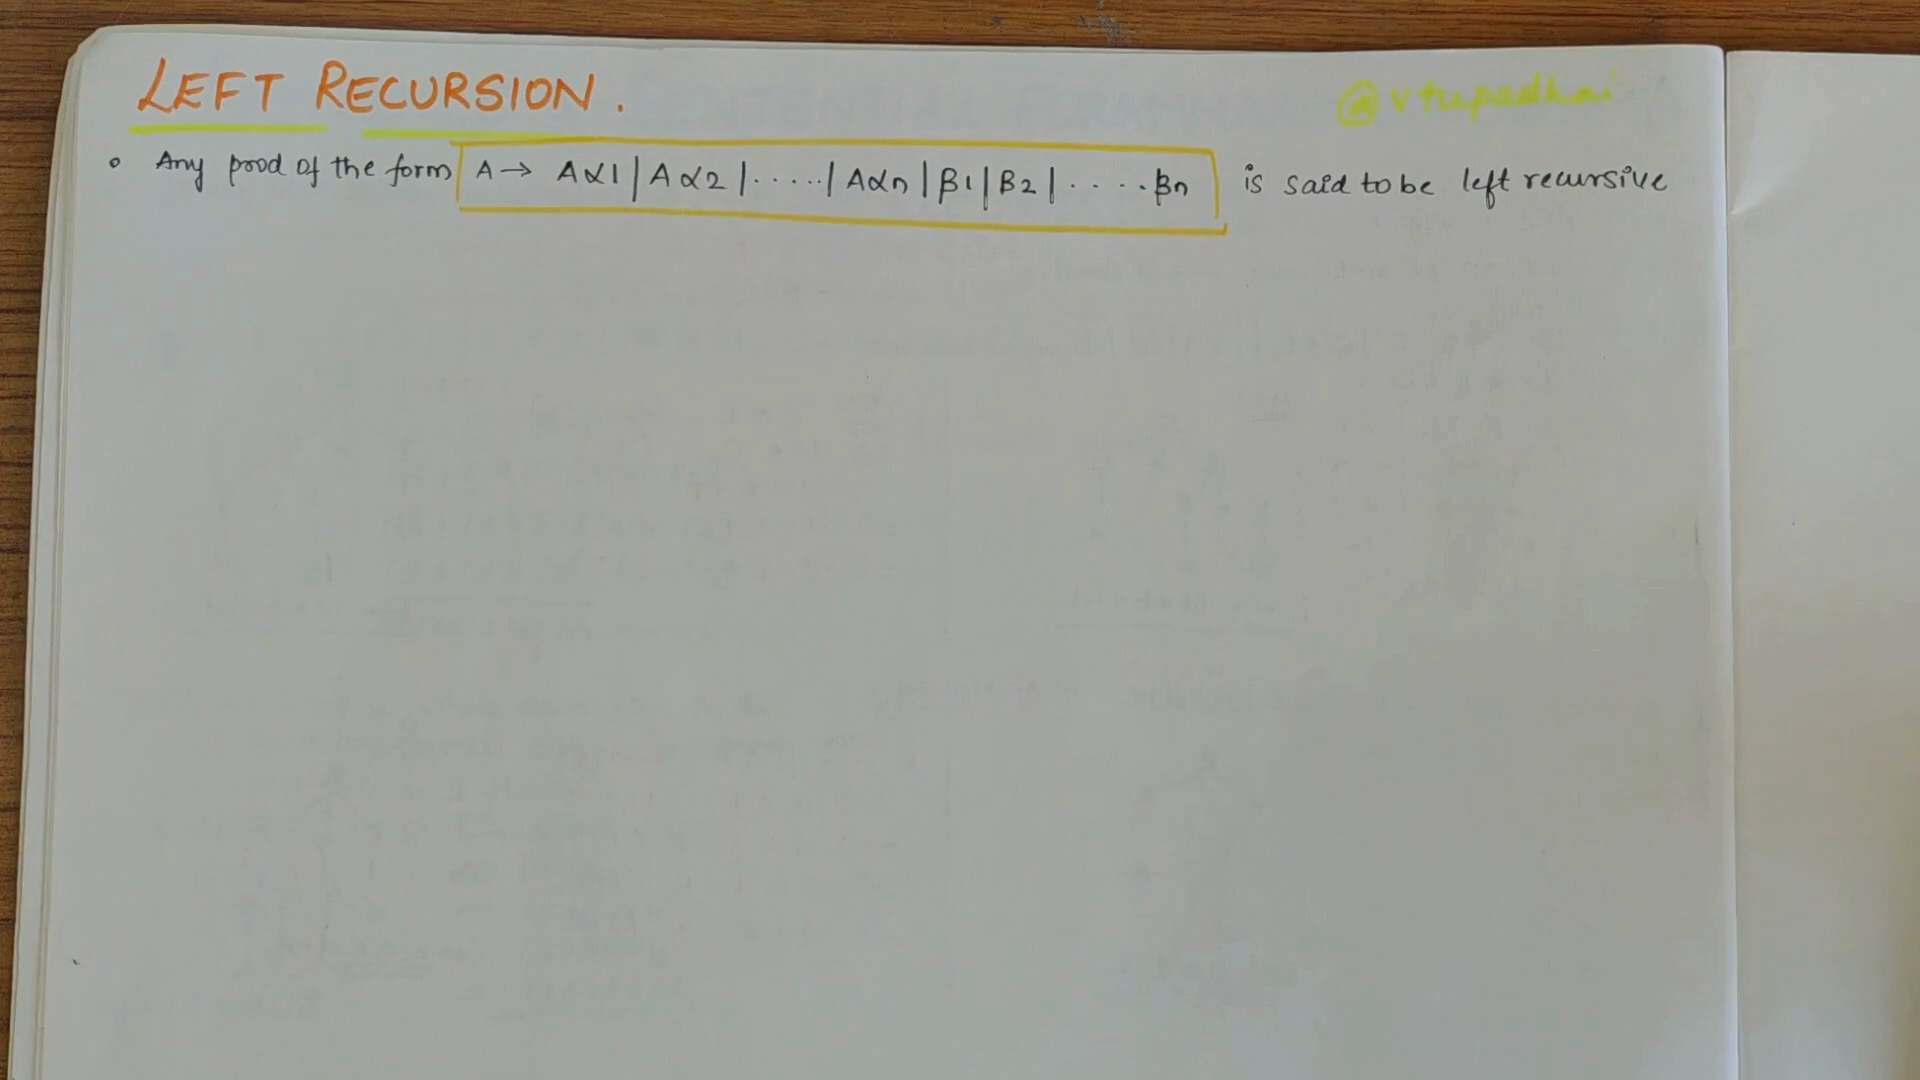 LEFT RECURSION.
@vtupadhai
• Any prod of the form A → Aα1 | Aα2 | ..... | Aαn | β1 | β2 | ..... βn is said to be left recursive